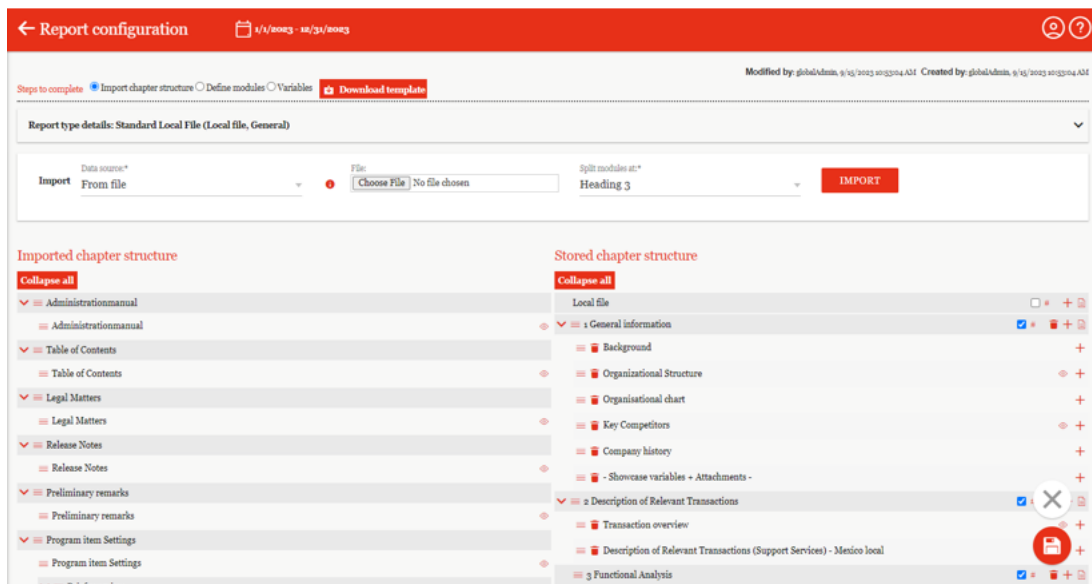 Report configuration
1/1/2023 - 12/31/2023
Modified by: globalAdmin, 9/15/2023 10:53:04 AM Created by: globalAdmin, 9/15/2023 10:53:04 AM
Steps to complete Import chapter structure Define modules Variables Download template
Report type details: Standard Local File (Local file, General)
Data source:* File: Split modules at:*
Import From file Choose File No file chosen Heading 3 IMPORT
Imported chapter structure
Collapse all
Administrationmanual
Administrationmanual
Table of Contents
Table of Contents
Legal Matters
Legal Matters
Release Notes
Release Notes
Preliminary remarks
Preliminary remarks
Program item Settings
Program item Settings
Stored chapter structure
Collapse all
Local file
1 General information
Background
Organizational Structure
Organisational chart
Key Competitors
Company history
- Showcase variables + Attachments -
2 Description of Relevant Transactions
Transaction overview
Description of Relevant Transactions (Support Services) - Mexico local
3 Functional Analysis